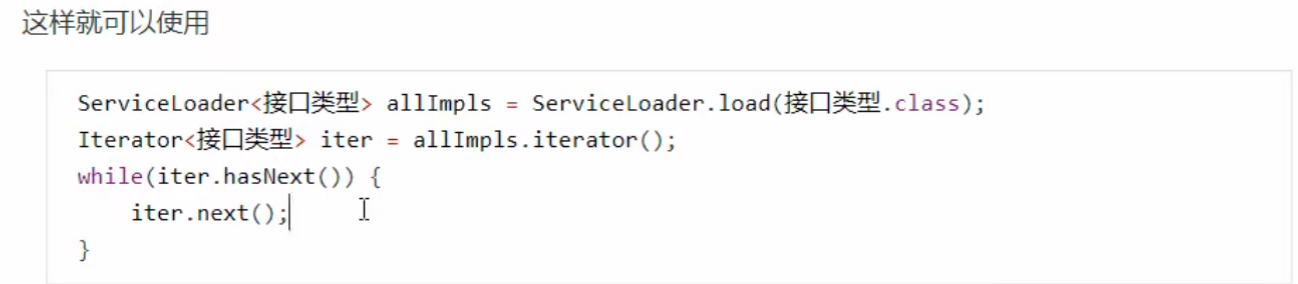 这样就可以使用
ServiceLoader<接口类型> allImpls = ServiceLoader.load(接口类型.class);
Iterator<接口类型> iter = allImpls.iterator();
while(iter.hasNext()) {
    iter.next();
}